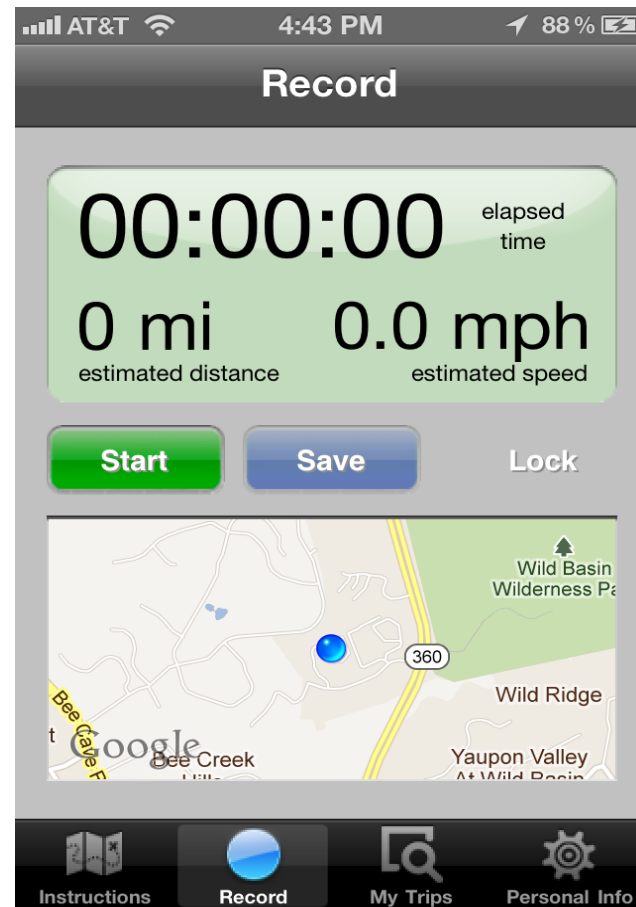 AT&T 4:43 PM 88%
Record
00:00:00 elapsed
time
0 mi 0.0 mph
estimated distance estimated speed
Start Save Lock
Wild Basin
Wilderness Pa
360
Wild Ridge
Bee Cave R
t Google
Bee Creek Yaupon Valley
Hills At Wild Basin
Instructions Record My Trips Personal Info